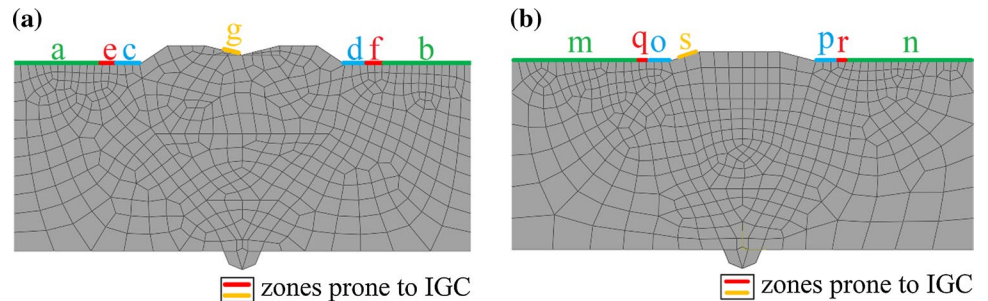 (a)
a e c g d f b
zones prone to IGC
(b)
m q o s p r n
zones prone to IGC